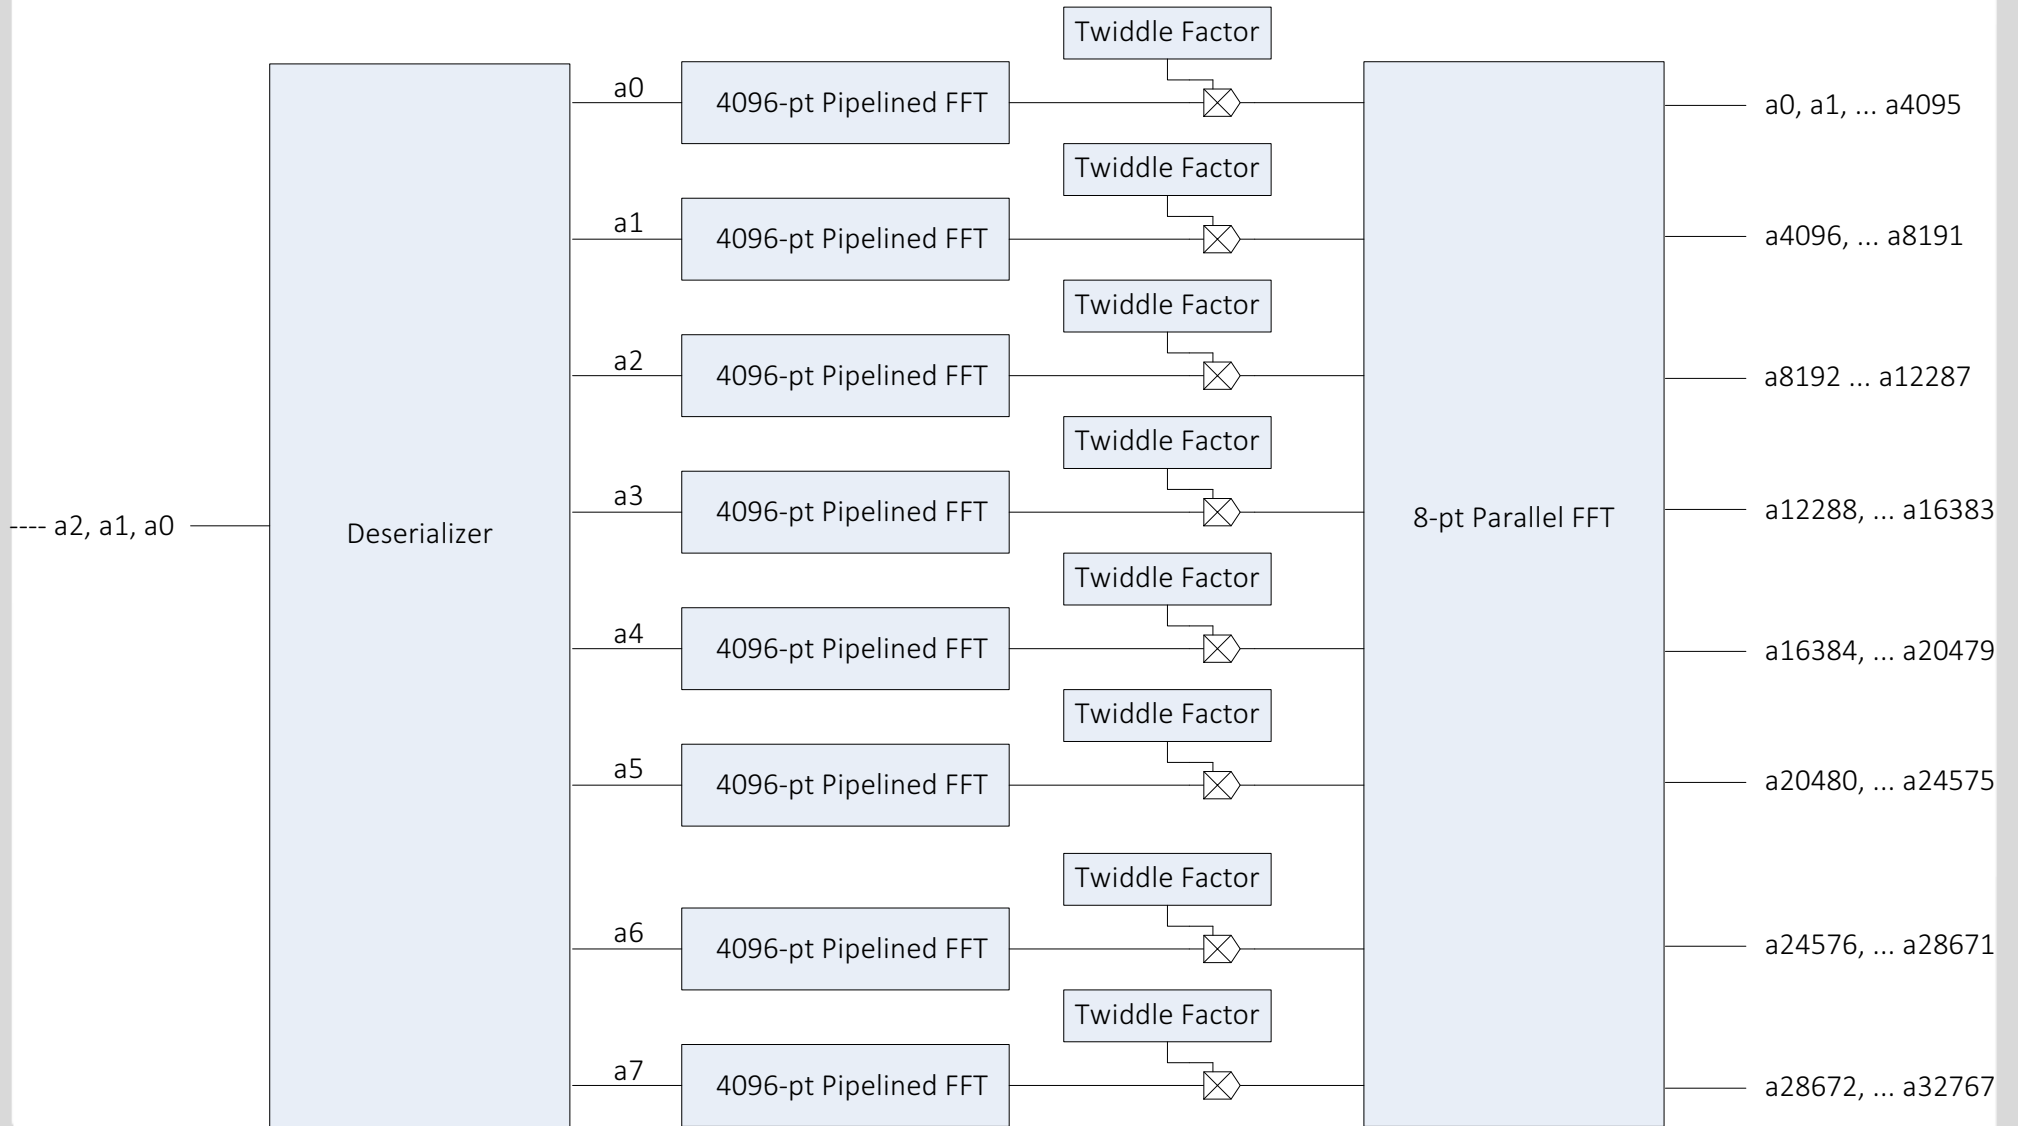 Twiddle Factor
a0
4096-pt Pipelined FFT
a0, a1, ... a4095
Twiddle Factor
a1
4096-pt Pipelined FFT
a4096, ... a8191
Twiddle Factor
a2
4096-pt Pipelined FFT
a8192 ... a12287
Twiddle Factor
a3
4096-pt Pipelined FFT
a12288, ... a16383
---- a2, a1, a0
Deserializer
8-pt Parallel FFT
Twiddle Factor
a4
4096-pt Pipelined FFT
a16384, ... a20479
Twiddle Factor
a5
4096-pt Pipelined FFT
a20480, ... a24575
Twiddle Factor
a6
4096-pt Pipelined FFT
a24576, ... a28671
Twiddle Factor
a7
4096-pt Pipelined FFT
a28672, ... a32767